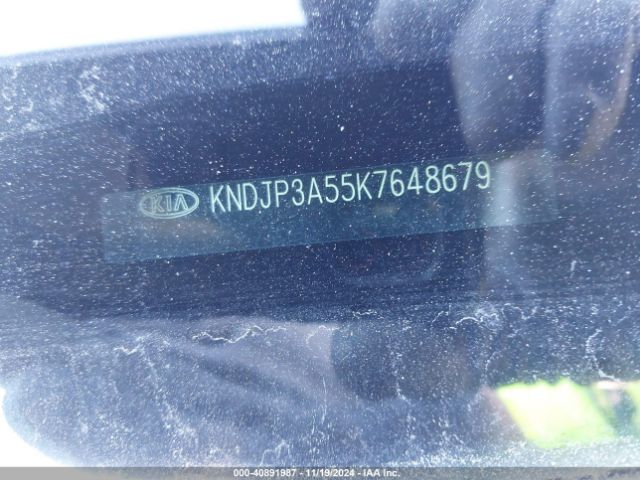 KIA KNDJP3A55K7648679
000-40891987 - 11/19/2024 - IAA Inc.